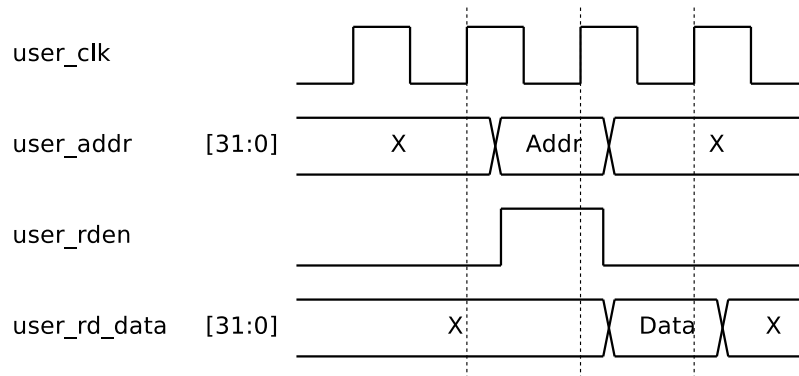 user_clk
user_addr [31:0] X Addr X
user_rden
user_rd_data [31:0] X Data X